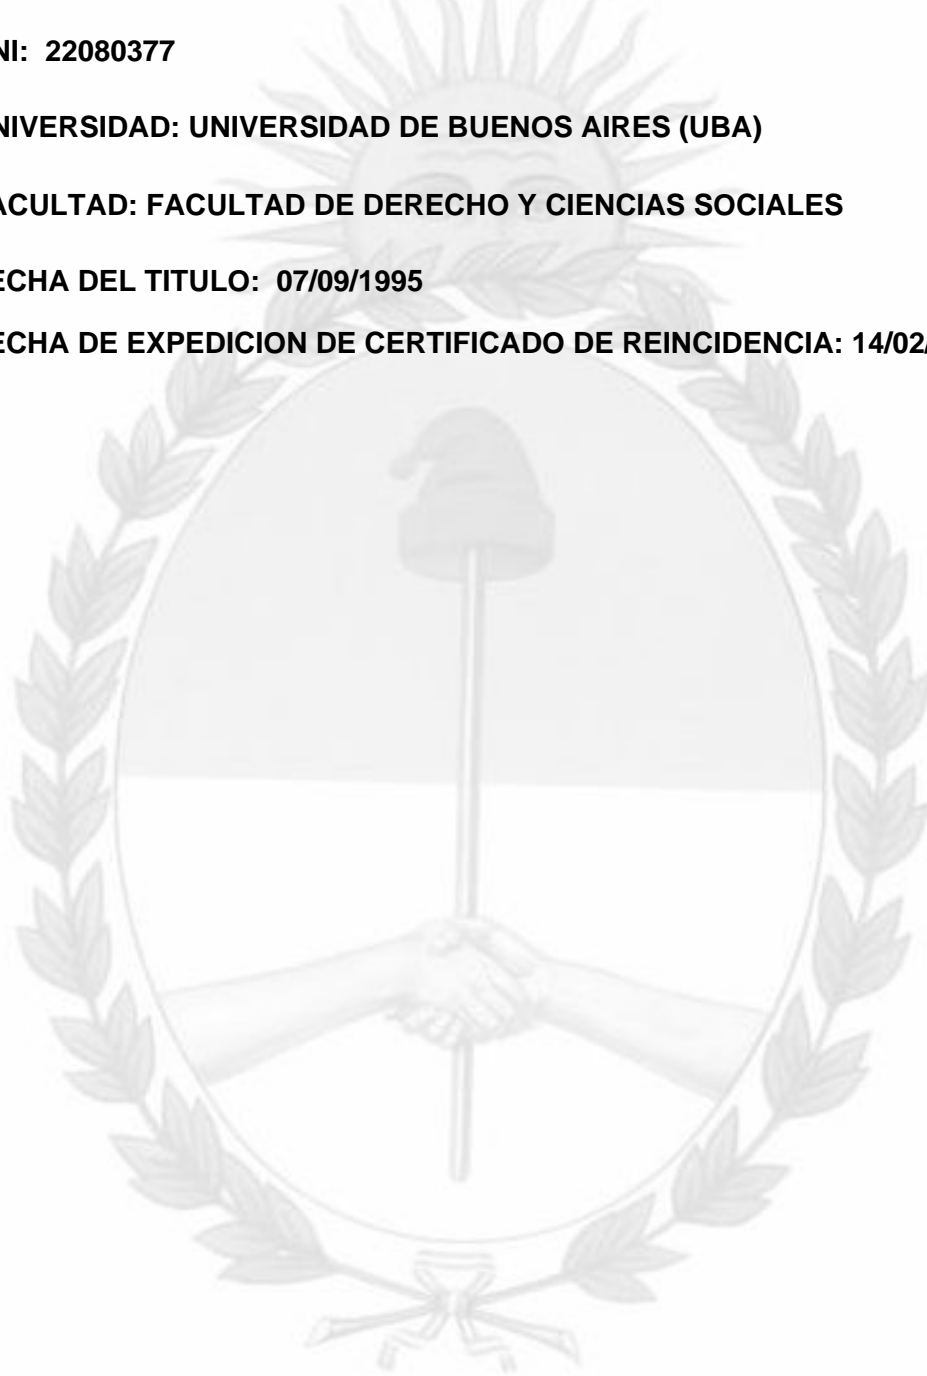 NI: 22080377
NIVERSIDAD: UNIVERSIDAD DE BUENOS AIRES (UBA)
ACULTAD: FACULTAD DE DERECHO Y CIENCIAS SOCIALES
ECHA DEL TITULO: 07/09/1995
ECHA DE EXPEDICION DE CERTIFICADO DE REINCIDENCIA: 14/02/